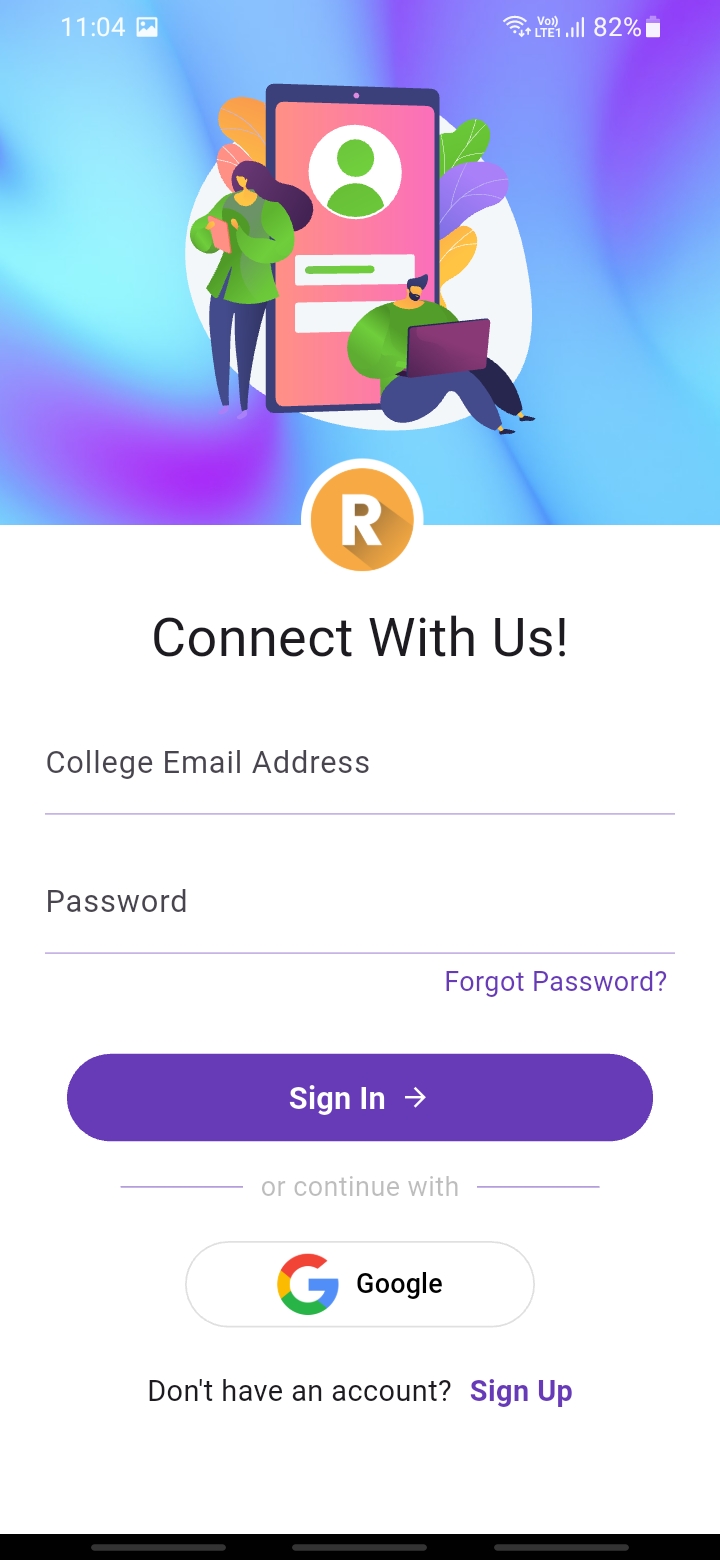 11:04 Vo) LTE1 82%
R
Connect With Us!
College Email Address
Password
Forgot Password?
Sign In →
or continue with
G Google
Don't have an account? Sign Up